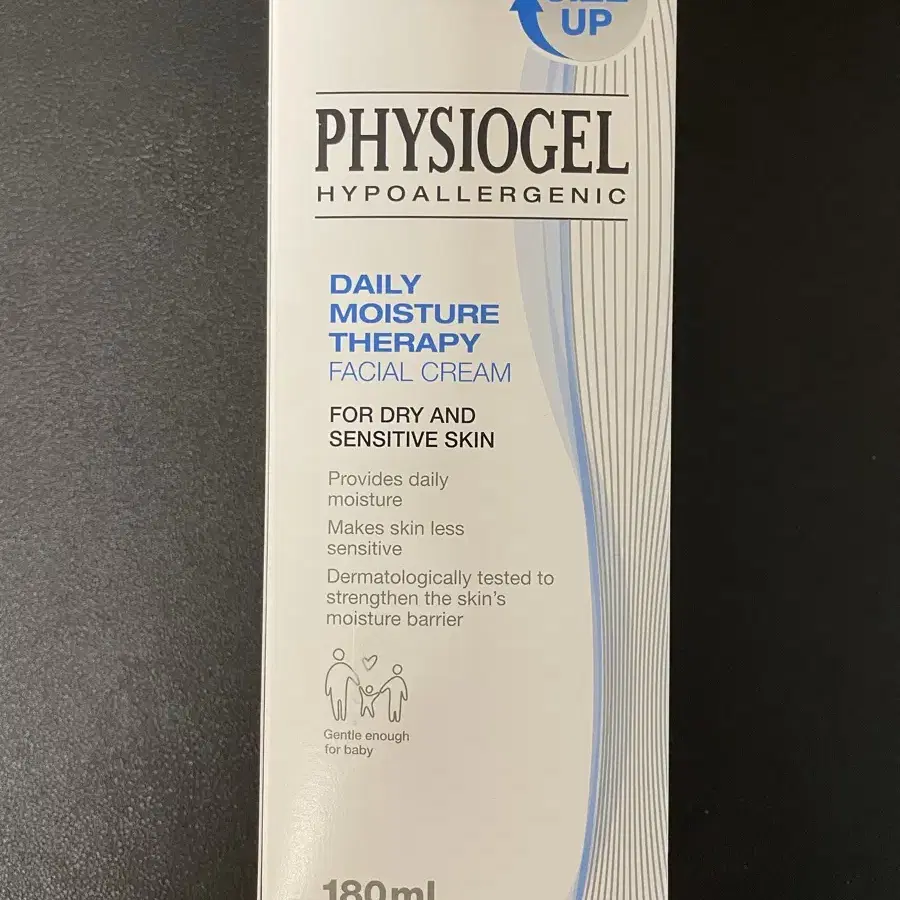 UP
PHYSIOGEL
HYPOALLERGENIC
DAILY
MOISTURE
THERAPY
FACIAL CREAM
FOR DRY AND
SENSITIVE SKIN
Provides daily
moisture
Makes skin less
sensitive
Dermatologically tested to
strengthen the skin's
moisture barrier
Gentle enough
for baby
180ml